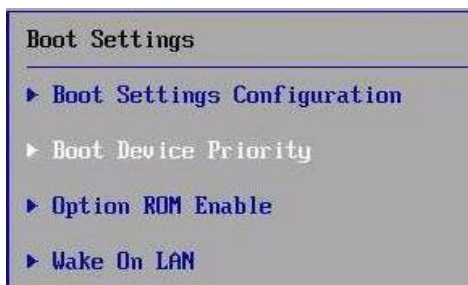 Boot Settings
Boot Settings Configuration
Boot Device Priority
Option ROM Enable
Wake On LAN